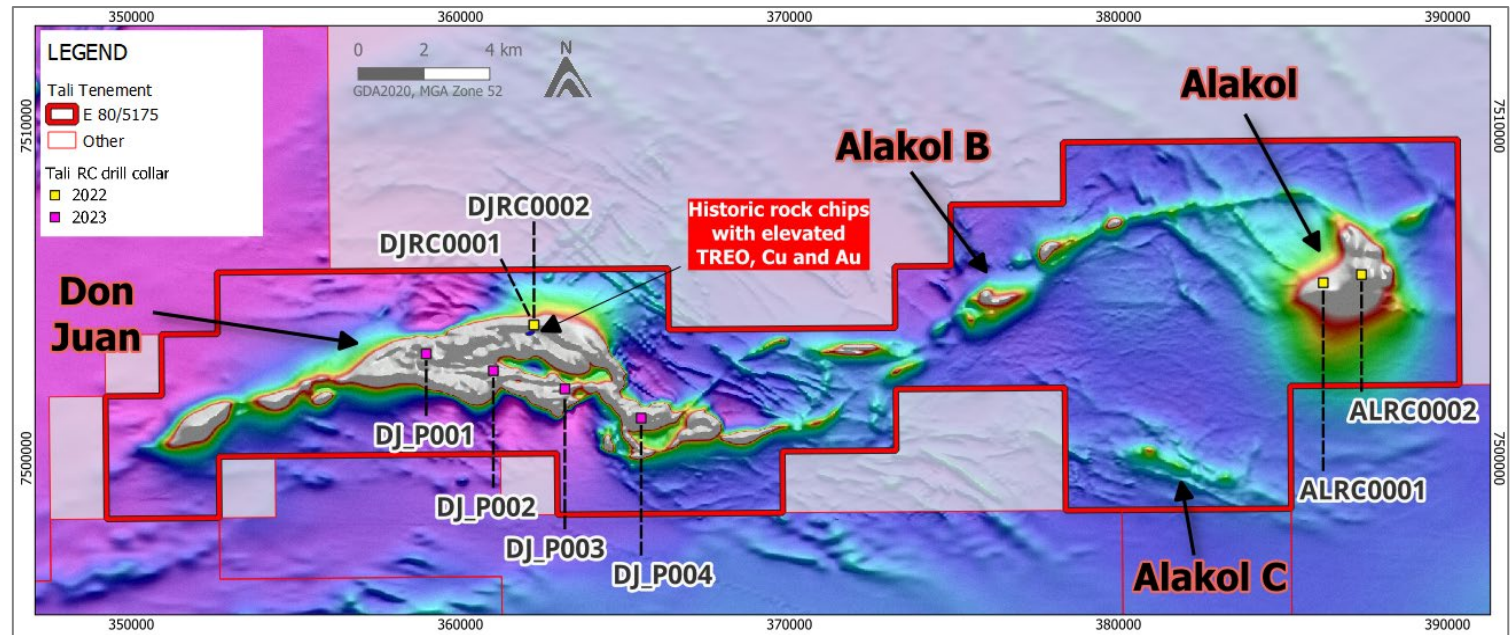 350000
360000
370000
380000
390000
LEGEND
Tali Tenement
E 80/5175
Other
Tali RC drill collar
2022
2023
0 2 4 km
N
GDA2020, MGA Zone 52
7510000
7500000
7510000
7500000
Alakol
Alakol B
DJRC0002
DJRC0001
Historic rock chips
with elevated
TREO, Cu and Au
Don
Juan
DJ_P001
DJ_P002
DJ_P003
DJ_P004
ALRC0002
ALRC0001
Alakol C
350000
360000
370000
380000
390000